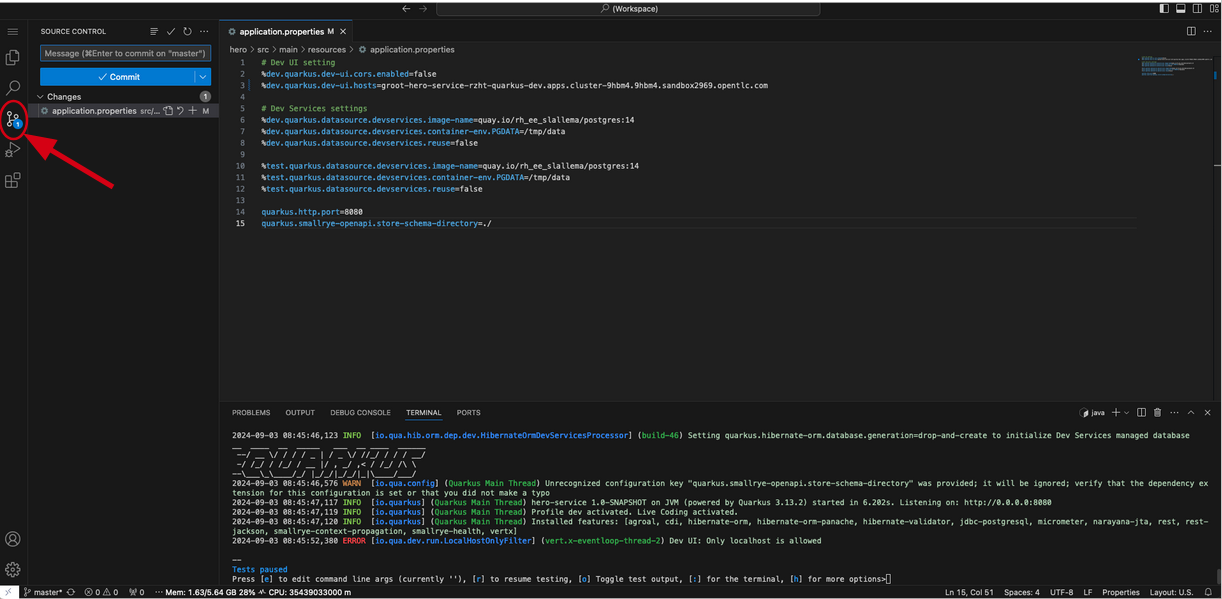 (Workspace)
SOURCE CONTROL
Message (⌘Enter to commit on "master")
Commit
Changes 1
application.properties src/... M
1
application.properties M
hero > src > main > resources > application.properties
1 # Dev UI setting
2 %dev.quarkus.dev-ui.cors.enabled=false
3 %dev.quarkus.dev-ui.hosts=groot-hero-service-rzht-quarkus-dev.apps.cluster-9hbm4.9hbm4.sandbox2969.opentlc.com
4
5 # Dev Services settings
6 %dev.quarkus.datasource.devservices.image-name=quay.io/rh_ee_slallema/postgres:14
7 %dev.quarkus.datasource.devservices.container-env.PGDATA=/tmp/data
8 %dev.quarkus.datasource.devservices.reuse=false
9
10 %test.quarkus.datasource.devservices.image-name=quay.io/rh_ee_slallema/postgres:14
11 %test.quarkus.datasource.devservices.container-env.PGDATA=/tmp/data
12 %test.quarkus.datasource.devservices.reuse=false
13
14 quarkus.http.port=8080
15 quarkus.smallrye-openapi.store-schema-directory=./
PROBLEMS OUTPUT DEBUG CONSOLE TERMINAL PORTS
java
2024-09-03 08:45:46,123 INFO [io.qua.hib.orm.dep.dev.HibernateOrmDevServicesProcessor] (build-46) Setting quarkus.hibernate-orm.database.generation=drop-and-create to initialize Dev Services managed database
__ ____ __ _____ ___ __ ____ ______
--/ __ \/ / / / _ | / _ \/ //_/ / / / __/
-/ /_/ / /_/ / __ |/ , _/ ,< / /_/ /\ \
--\___\_\____/_/ |_/_/|_/_/|_|\____/___/
2024-09-03 08:45:46,576 WARN [io.qua.config] (Quarkus Main Thread) Unrecognized configuration key "quarkus.smallrye-openapi.store-schema-directory" was provided; it will be ignored; verify that the dependency ex
tension for this configuration is set or that you did not make a typo
2024-09-03 08:45:47,117 INFO [io.quarkus] (Quarkus Main Thread) hero-service 1.0-SNAPSHOT on JVM (powered by Quarkus 3.13.2) started in 6.202s. Listening on: http://0.0.0.0:8080
2024-09-03 08:45:47,119 INFO [io.quarkus] (Quarkus Main Thread) Profile dev activated. Live Coding activated.
2024-09-03 08:45:47,120 INFO [io.quarkus] (Quarkus Main Thread) Installed features: [agroal, cdi, hibernate-orm, hibernate-orm-panache, hibernate-validator, jdbc-postgresql, micrometer, narayana-jta, rest, rest-
jackson, smallrye-context-propagation, smallrye-health, vertx]
2024-09-03 08:45:52,380 ERROR [io.qua.dev.run.LocalHostOnlyFilter] (vert.x-eventloop-thread-2) Dev UI: Only localhost is allowed
--
Tests paused
Press [e] to edit command line args (currently ''), [r] to resume testing, [o] Toggle test output, [:] for the terminal, [h] for more options>
master* 0 0 0 Mem: 1.63/5.64 GB 28% CPU: 35439033000 m Ln 15, Col 51 Spaces: 4 UTF-8 LF Properties Layout: U.S.